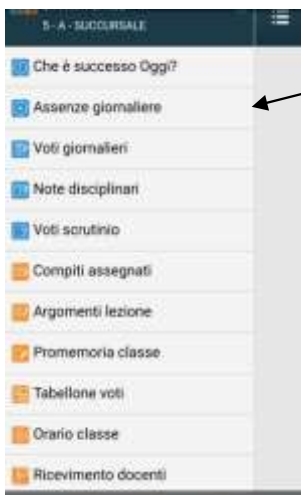 5 - A - SUCCURSALE
Che è successo Oggi?
Assenze giornaliere
Voti giornalieri
Note disciplinari
Voti scrutinio
Compiti assegnati
Argomenti lezione
Promemoria classe
Tabellone voti
Orario classe
Ricevimento docenti